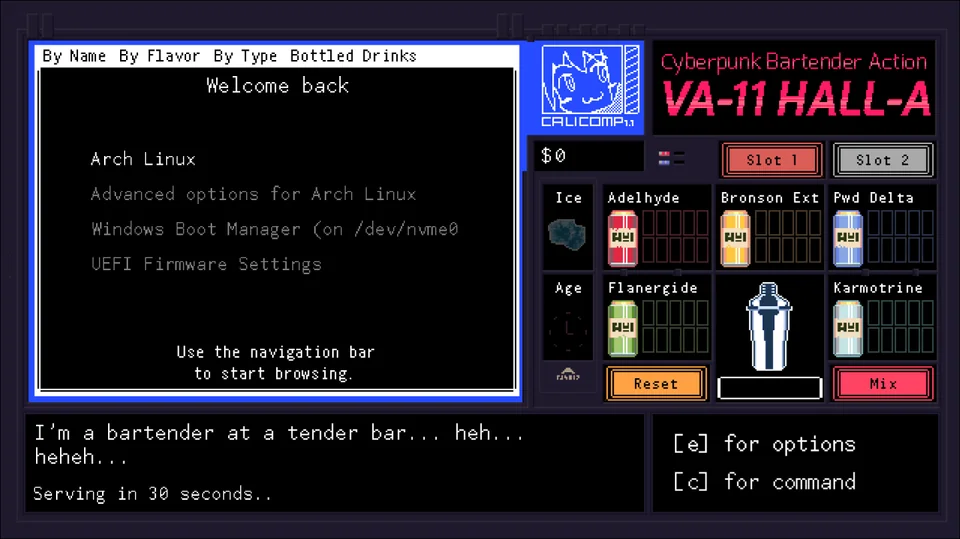 By Name By Flavor By Type Bottled Drinks
Welcome back
Arch Linux
Advanced options for Arch Linux
Windows Boot Manager (on /dev/nvme0
UEFI Firmware Settings
Use the navigation bar
to start browsing.
CALICOMP1.1
Cyberpunk Bartender Action
VA-11 HALL-A
$0
Slot 1
Slot 2
Ice
Adelhyde
Bronson Ext
Pwd Delta
Age
Flanergide
Karmotrine
Reset
Mix
I'm a bartender at a tender bar... heh...
heheh...
Serving in 30 seconds..
[e] for options
[c] for command